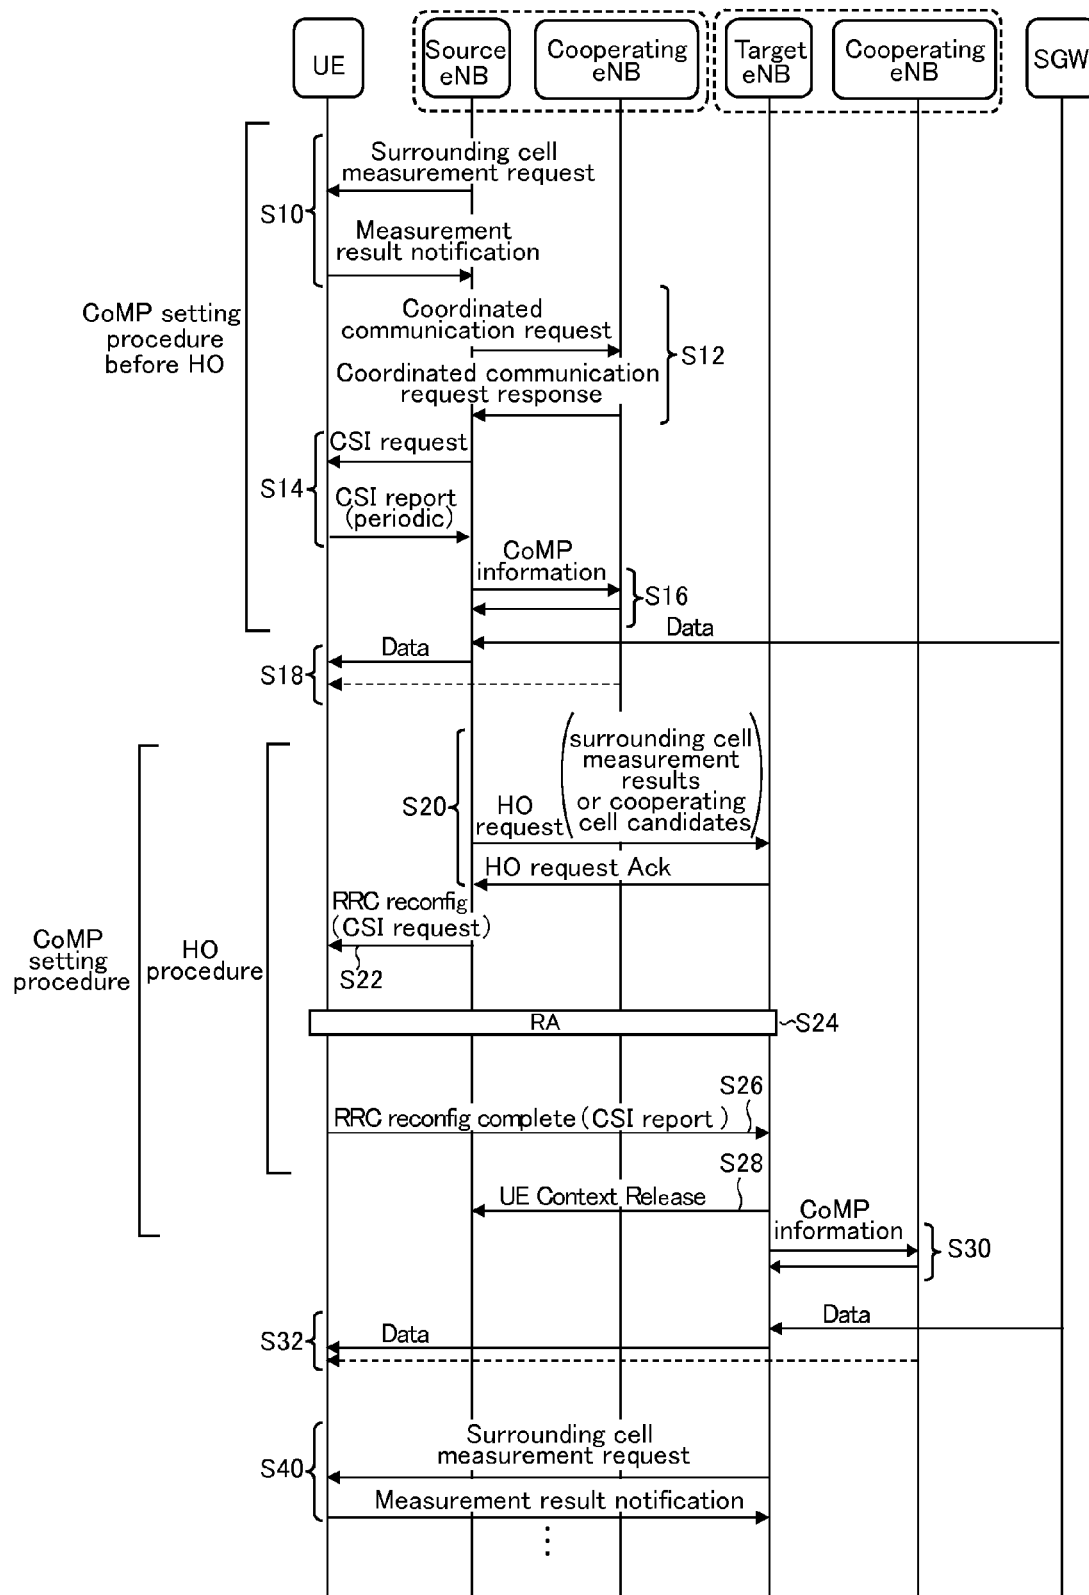 UE
Source
eNB
Cooperating
eNB
Target
eNB
Cooperating
eNB
SGW
Surrounding cell
measurement request
S10
Measurement
result notification
CoMP setting
procedure
before HO
Coordinated
communication request
S12
Coordinated communication
request response
CSI request
S14
CSI report
(periodic)
CoMP
information
S16
Data
Data
S18
(surrounding cell
measurement
results
or cooperating
cell candidates)
S20
HO
request
HO request Ack
RRC reconfig
(CSI request)
S22
CoMP
setting
procedure
HO
procedure
RA
S24
S26
RRC reconfig complete (CSI report )
S28
UE Context Release
CoMP
information
S30
Data
S32
Data
Surrounding cell
measurement request
S40
Measurement result notification